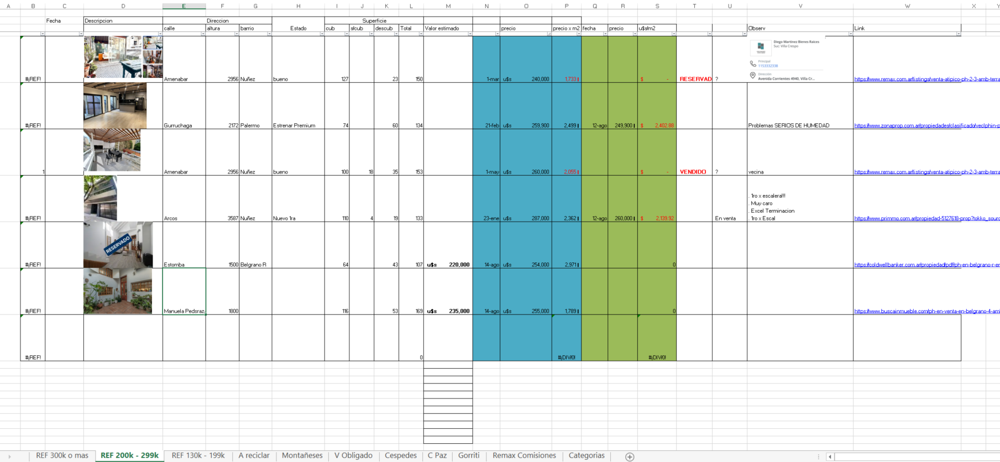 A B C D E F G H I J K L M N O P Q R S T U V W X Y
Fecha Descripcion Direccion Superficie
calle altura barrio Estado cub s/cub descub Total Valor estimado precio precio x m2 fecha precio u$s/m2 Observ Link
Diego Martinez Bienes Raices
Suc: Villa Crespo
Principal
1153332338
Dirección
Avenida Corrientes 4940, Villa Cr...
#¡REF! Amenabar 2956 Nuñez bueno 127 23 150 1-mar u$s 240,000 1,733 $ - RESERVAD ? https://www.remax.com.ar/listings/venta-atipico-ph-2-3-amb-terra
#¡REF! Gurruchaga 2172 Palermo Estrenar Premium 74 60 134 21-feb u$s 259,900 2,499 12-ago 249,900 $ 2,402.88 Problemas SERIOS DE HUMEDAD https://www.zonaprop.com.ar/propiedades/clasificado/veclphin-p
1 Amenabar 2956 Nuñez bueno 100 18 35 153 1-may u$s 260,000 2,055 $ - VENDIDO ? vecina https://www.remax.com.ar/listings/venta-atipico-ph-2-3-amb-terra
. 1ro x escalera!!!
. Muy caro
. Excel Terminacion
#¡REF! Arcos 3587 Nuñez Nuevo 1ra 110 4 19 133 23-ene u$s 287,000 2,362 12-ago 260,000 $ 2,139.92 En venta . 1ro x Escal https://www.primmo.com.ar/propiedad-5127618-prop?tokko_sourc
RESERVADO
#¡REF! Estomba 1500 Belgrano R 64 43 107 u$s 220,000 14-ago u$s 254,000 2,971 0 https://coldwellbanker.com.ar/propiedad/pdf/ph-en-belgrano-r-en
#¡REF! Manuela Pedsraz 1800 116 53 169 u$s 235,000 14-ago u$s 255,000 1,789 0 https://www.buscainmueble.com/ph-en-venta-en-belgrano-4-aml
#¡REF! 0 #¡DIV/0! #¡DIV/0!
REF 300k o mas REF 200k - 299k REF 130k - 199k A reciclar Montañeses V Obligado Cespedes C Paz Gorriti Remax Comisiones Categorias